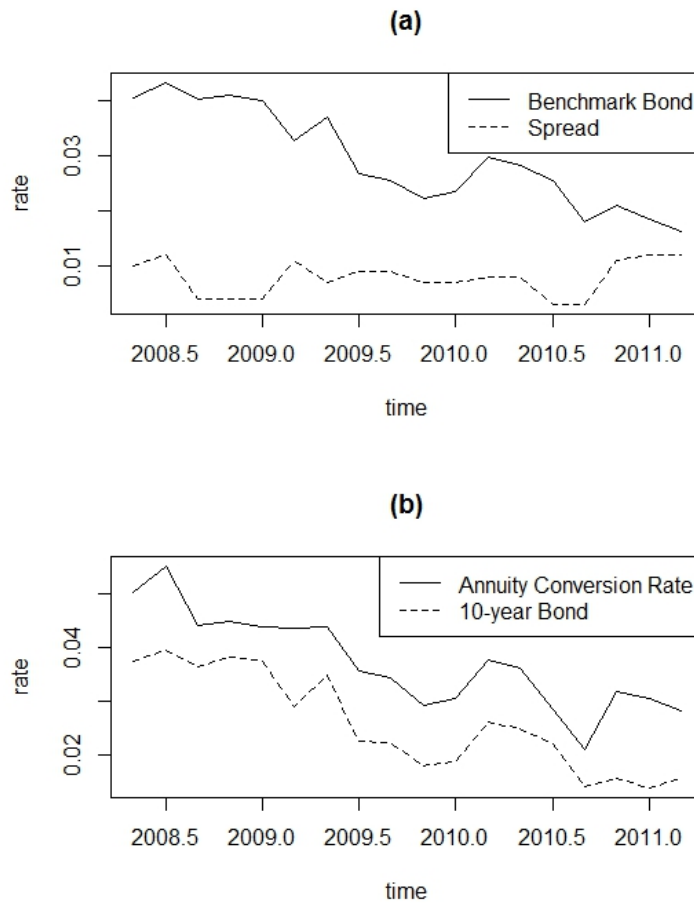 (a)
Benchmark Bond
Spread
rate
0.03
0.01
2008.5 2009.0 2009.5 2010.0 2010.5 2011.0
time
(b)
Annuity Conversion Rate
10-year Bond
rate
0.04
0.02
2008.5 2009.0 2009.5 2010.0 2010.5 2011.0
time